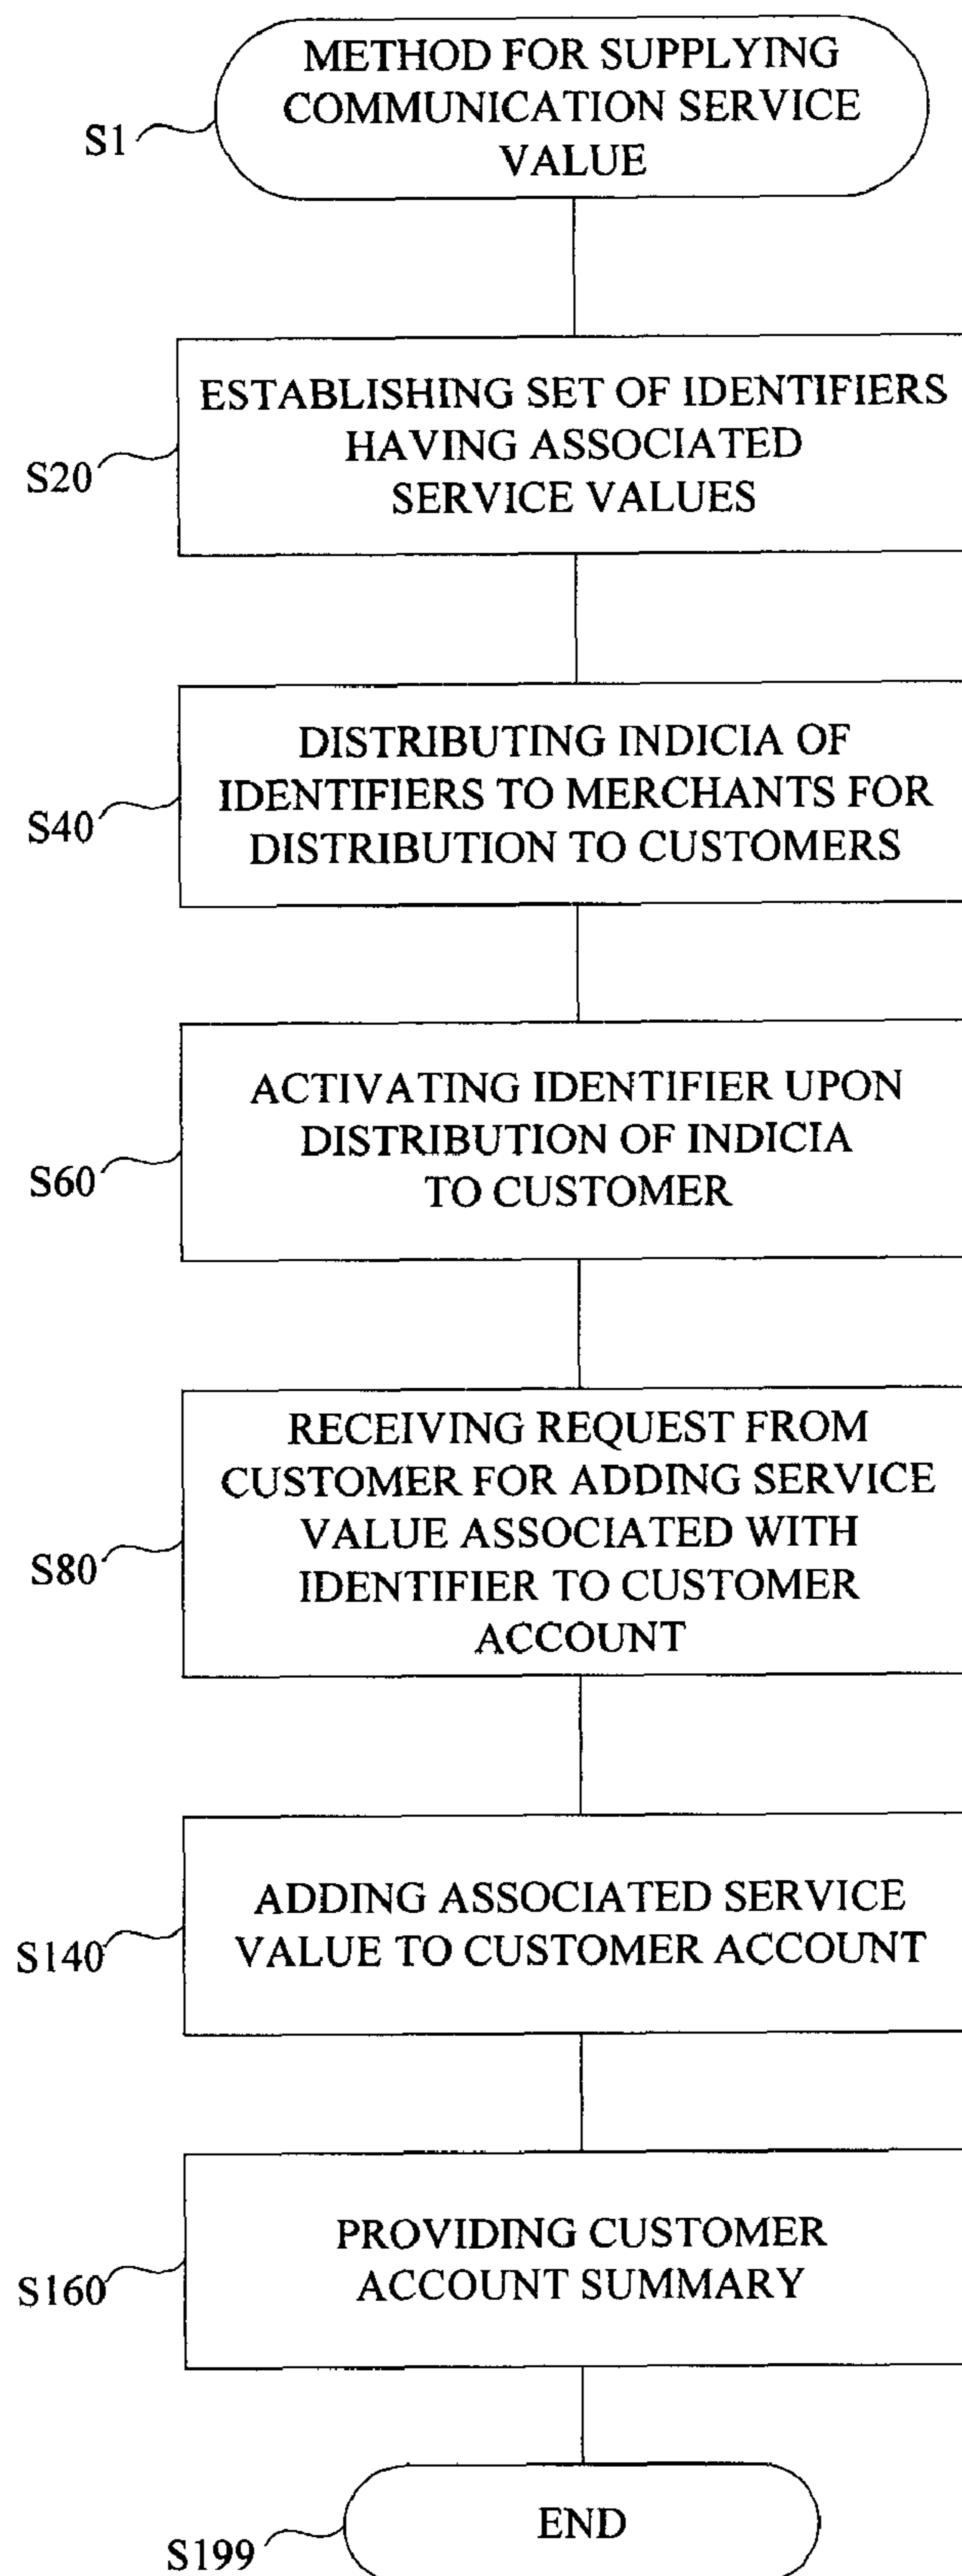 METHOD FOR SUPPLYING
COMMUNICATION SERVICE
VALUE
S1
ESTABLISHING SET OF IDENTIFIERS
HAVING ASSOCIATED
SERVICE VALUES
S20
DISTRIBUTING INDICIA OF
IDENTIFIERS TO MERCHANTS FOR
DISTRIBUTION TO CUSTOMERS
S40
ACTIVATING IDENTIFIER UPON
DISTRIBUTION OF INDICIA
TO CUSTOMER
S60
RECEIVING REQUEST FROM
CUSTOMER FOR ADDING SERVICE
VALUE ASSOCIATED WITH
IDENTIFIER TO CUSTOMER
ACCOUNT
S80
ADDING ASSOCIATED SERVICE
VALUE TO CUSTOMER ACCOUNT
S140
PROVIDING CUSTOMER
ACCOUNT SUMMARY
S160
END
S199